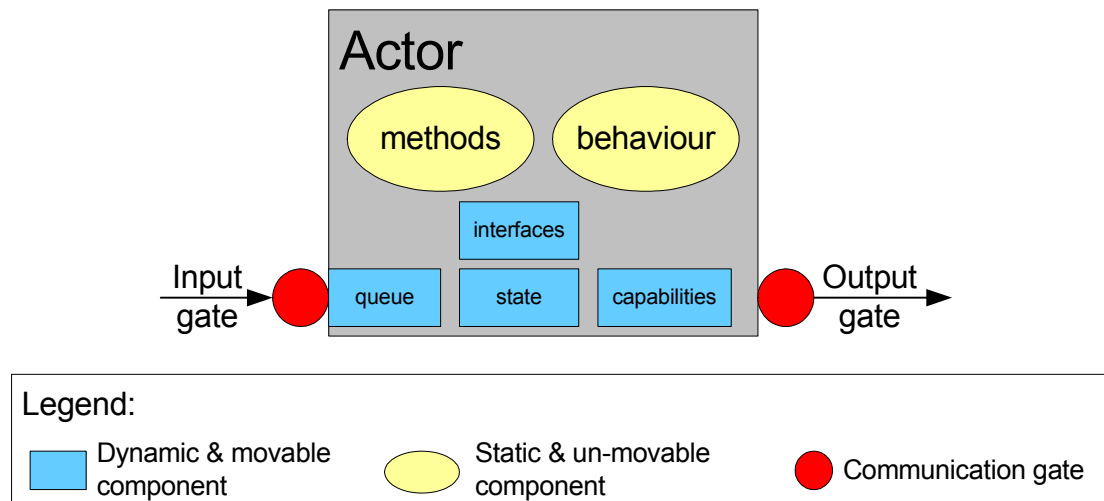 Actor
methods
behaviour
interfaces
Input
gate
queue
state
capabilities
Output
gate
Legend:
Dynamic & movable
component
Static & un-movable
component
Communication gate